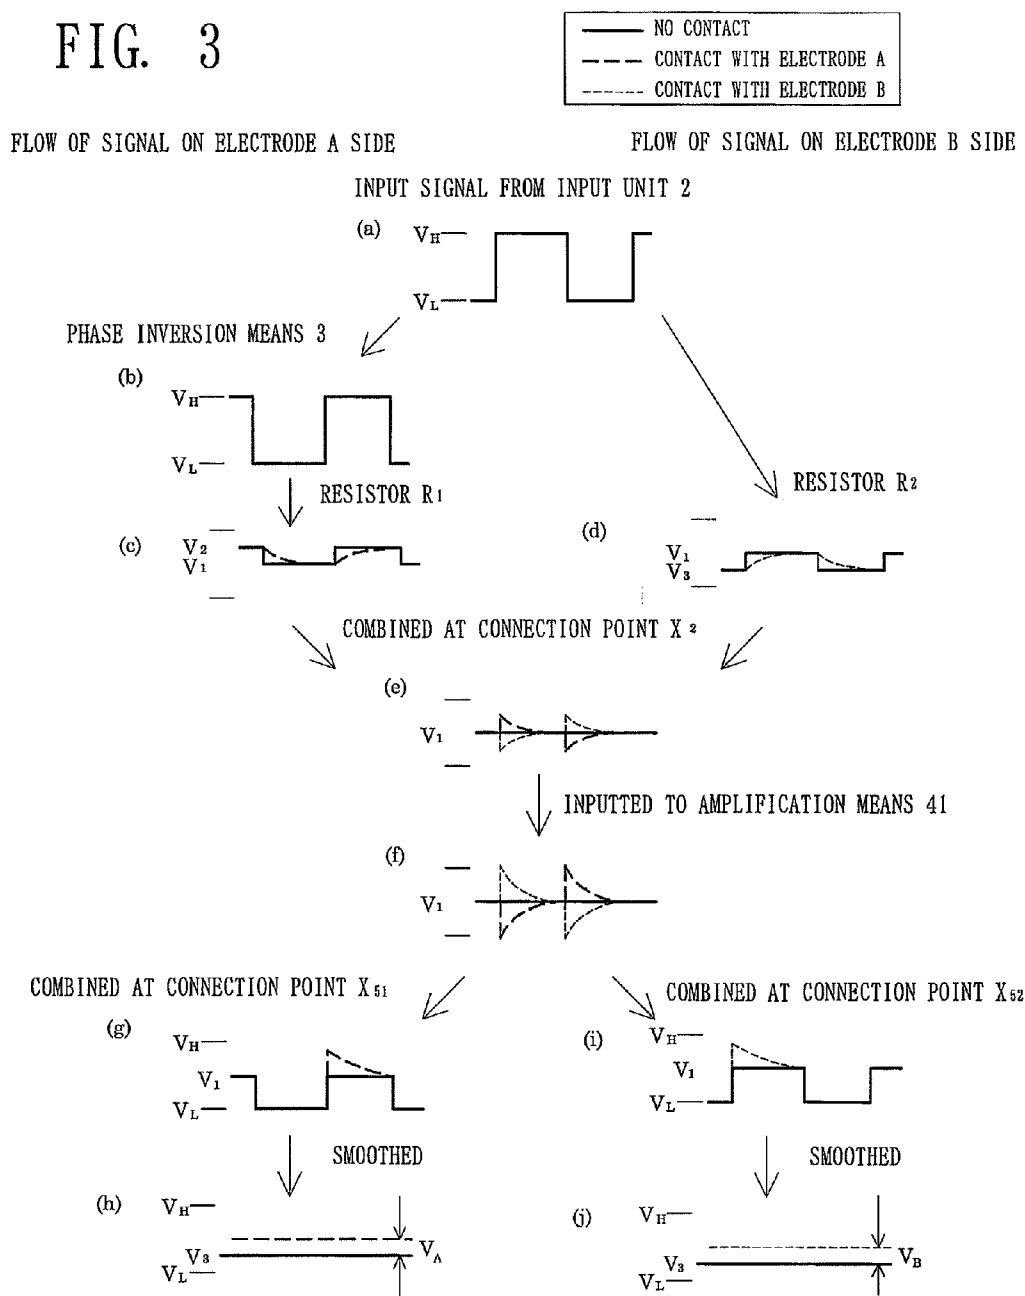 FIG. 3
NO CONTACT
CONTACT WITH ELECTRODE A
CONTACT WITH ELECTRODE B
FLOW OF SIGNAL ON ELECTRODE A SIDE
FLOW OF SIGNAL ON ELECTRODE B SIDE
INPUT SIGNAL FROM INPUT UNIT 2
(a)
VH
VL
PHASE INVERSION MEANS 3
(b)
VH
VL
RESISTOR R1
RESISTOR R2
(c)
V2
V1
(d)
V1
V3
COMBINED AT CONNECTION POINT X2
(e)
V1
INPUTTED TO AMPLIFICATION MEANS 41
(f)
V1
COMBINED AT CONNECTION POINT X51
COMBINED AT CONNECTION POINT X52
(g)
VH
V1
VL
(i)
VH
V1
VL
SMOOTHED
SMOOTHED
(h)
VH
V3
VL
VA
(j)
VH
V3
VL
VB